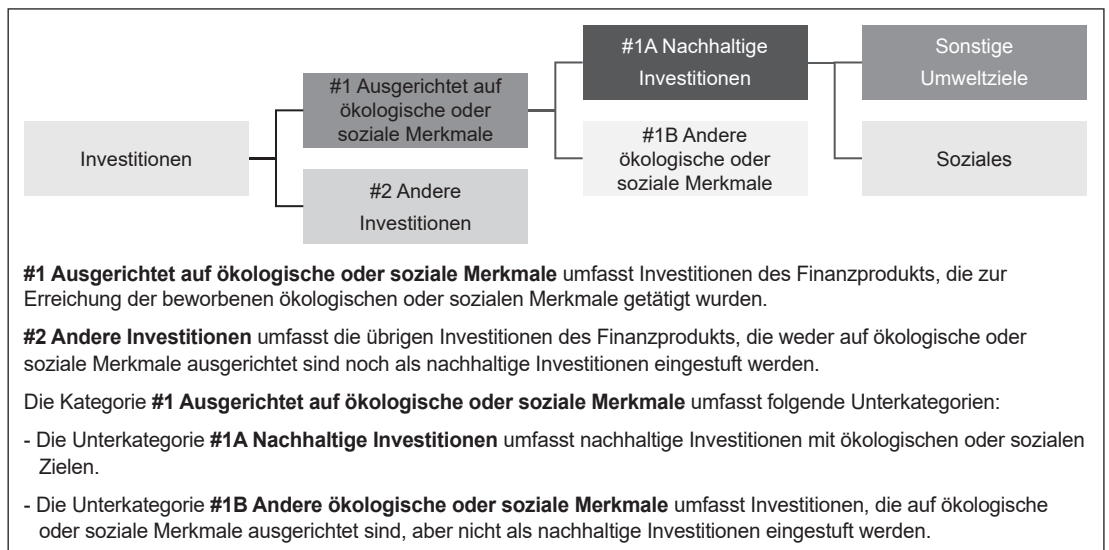 #1A Nachhaltige
Investitionen
Sonstige
Umweltziele
#1 Ausgerichtet auf
ökologische oder
soziale Merkmale
Investitionen
#1B Andere
ökologische oder
soziale Merkmale
Soziales
#2 Andere
Investitionen
#1 Ausgerichtet auf ökologische oder soziale Merkmale umfasst Investitionen des Finanzprodukts, die zur
Erreichung der beworbenen ökologischen oder sozialen Merkmale getätigt wurden.
#2 Andere Investitionen umfasst die übrigen Investitionen des Finanzprodukts, die weder auf ökologische oder
soziale Merkmale ausgerichtet sind noch als nachhaltige Investitionen eingestuft werden.
Die Kategorie #1 Ausgerichtet auf ökologische oder soziale Merkmale umfasst folgende Unterkategorien:
- Die Unterkategorie #1A Nachhaltige Investitionen umfasst nachhaltige Investitionen mit ökologischen oder sozialen
Zielen.
- Die Unterkategorie #1B Andere ökologische oder soziale Merkmale umfasst Investitionen, die auf ökologische
oder soziale Merkmale ausgerichtet sind, aber nicht als nachhaltige Investitionen eingestuft werden.